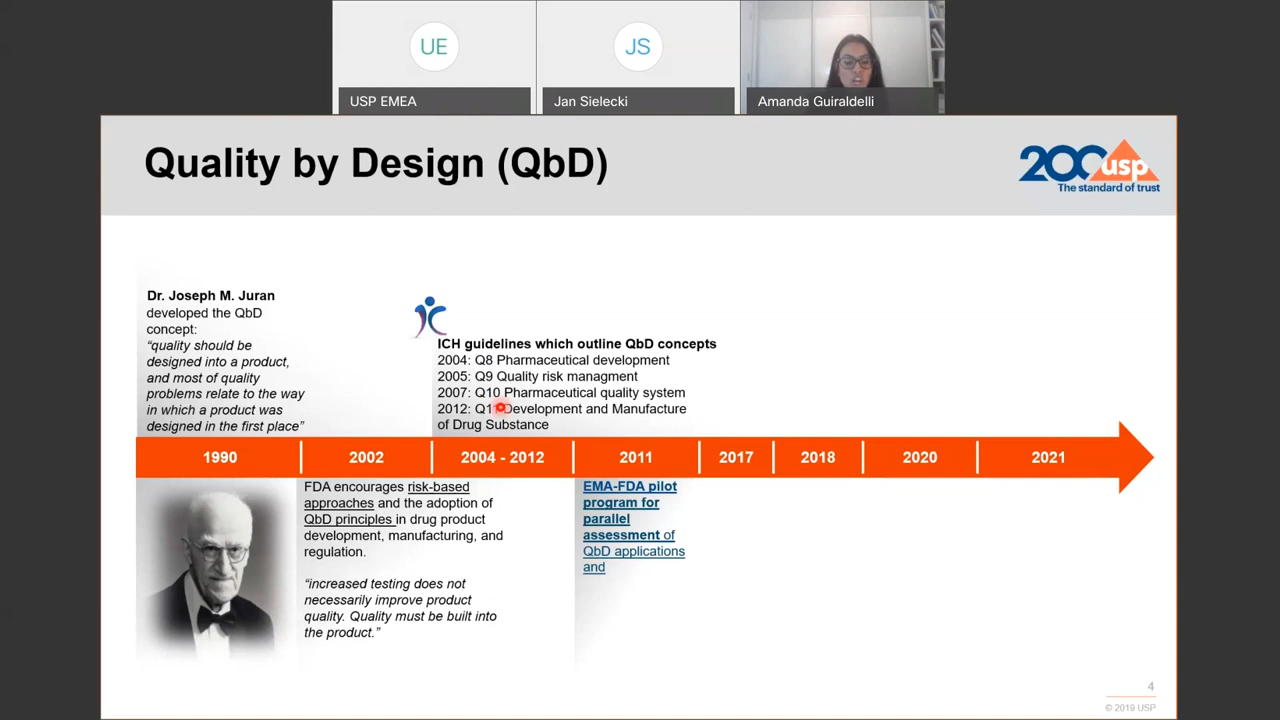 UE
JS
USP EMEA
Jan Sielecki
Amanda Guiraldelli
Quality by Design (QbD)
200 usp
The standard of trust
Dr. Joseph M. Juran
developed the QbD
concept:
“quality should be
designed into a product,
and most of quality
problems relate to the way
in which a product was
designed in the first place”
ICH guidelines which outline QbD concepts
2004: Q8 Pharmaceutical development
2005: Q9 Quality risk managment
2007: Q10 Pharmaceutical quality system
2012: Q11 Development and Manufacture
of Drug Substance
1990 2002 2004 - 2012 2011 2017 2018 2020 2021
FDA encourages risk-based
approaches and the adoption of
QbD principles in drug product
development, manufacturing, and
regulation.
“increased testing does not
necessarily improve product
quality. Quality must be built into
the product.”
EMA-FDA pilot
program for
parallel
assessment of
QbD applications
and
4
© 2019 USP